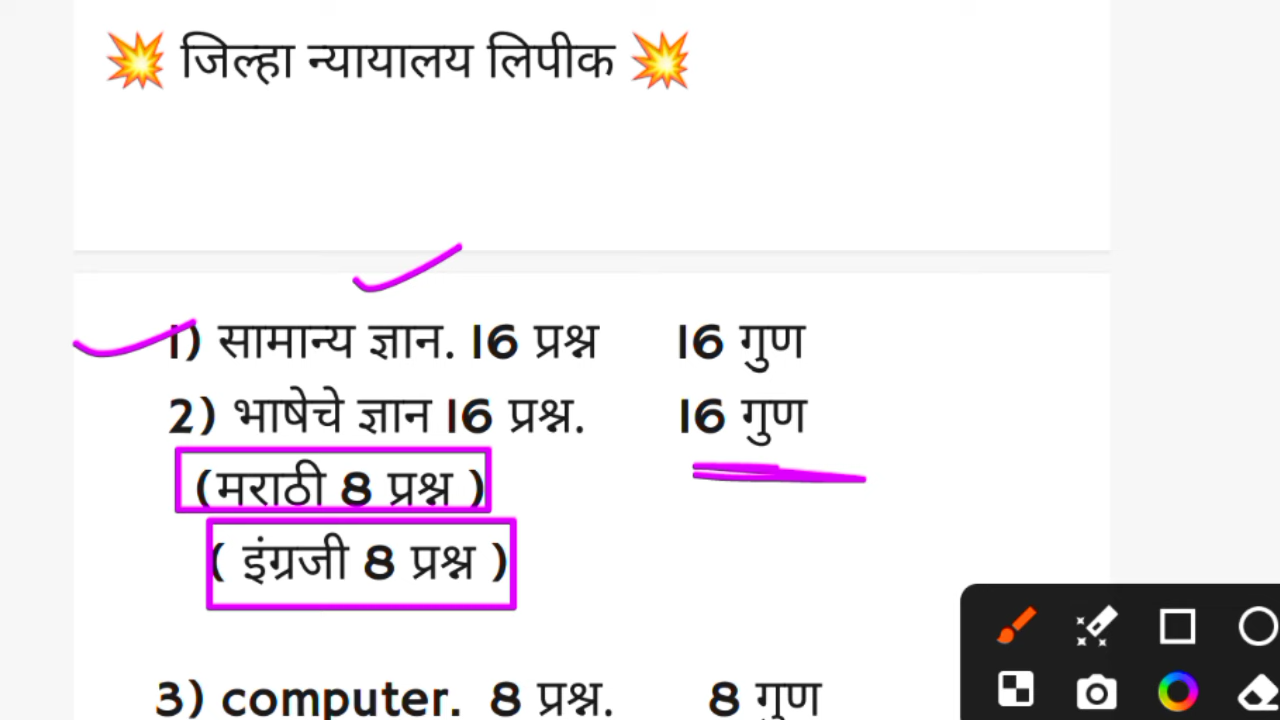 💥 जिल्हा न्यायालय लिपीक 💥
1) सामान्य ज्ञान. 16 प्रश्न 16 गुण
2) भाषेचे ज्ञान 16 प्रश्न. 16 गुण
(मराठी 8 प्रश्न )
( इंग्रजी 8 प्रश्न )
3) computer. 8 प्रश्न. 8 गुण